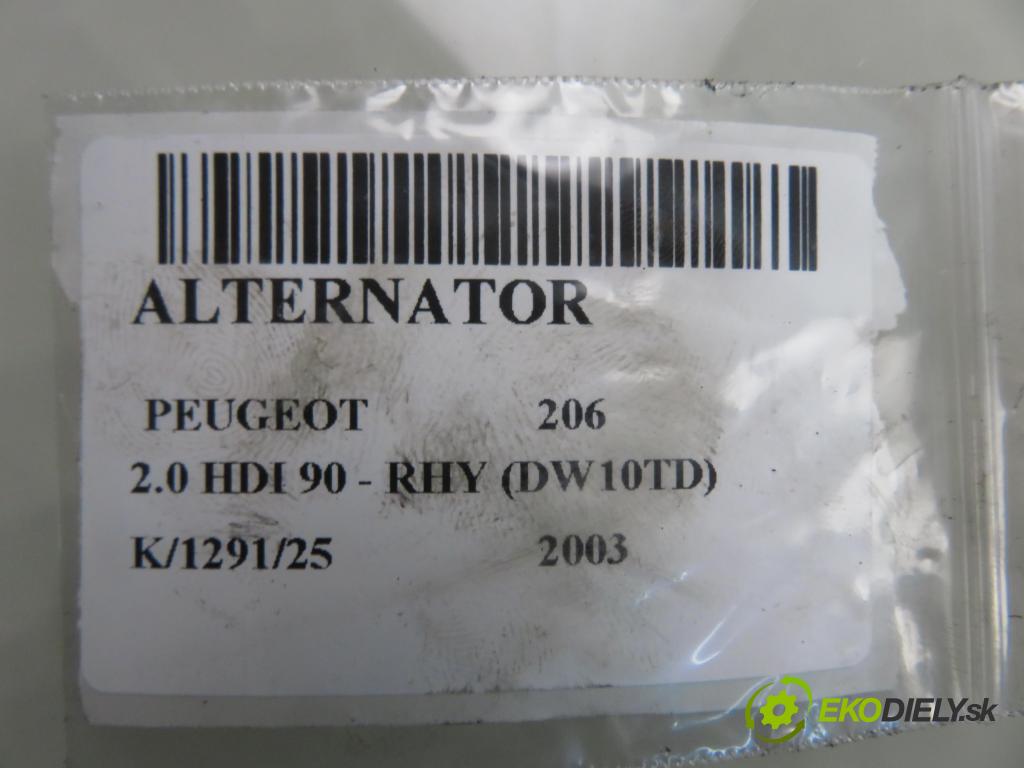 ALTERNATOR
PEUGEOT 206
2.0 HDI 90 - RHY (DW10TD)
K/1291/25 2003
EKODIELY.sk